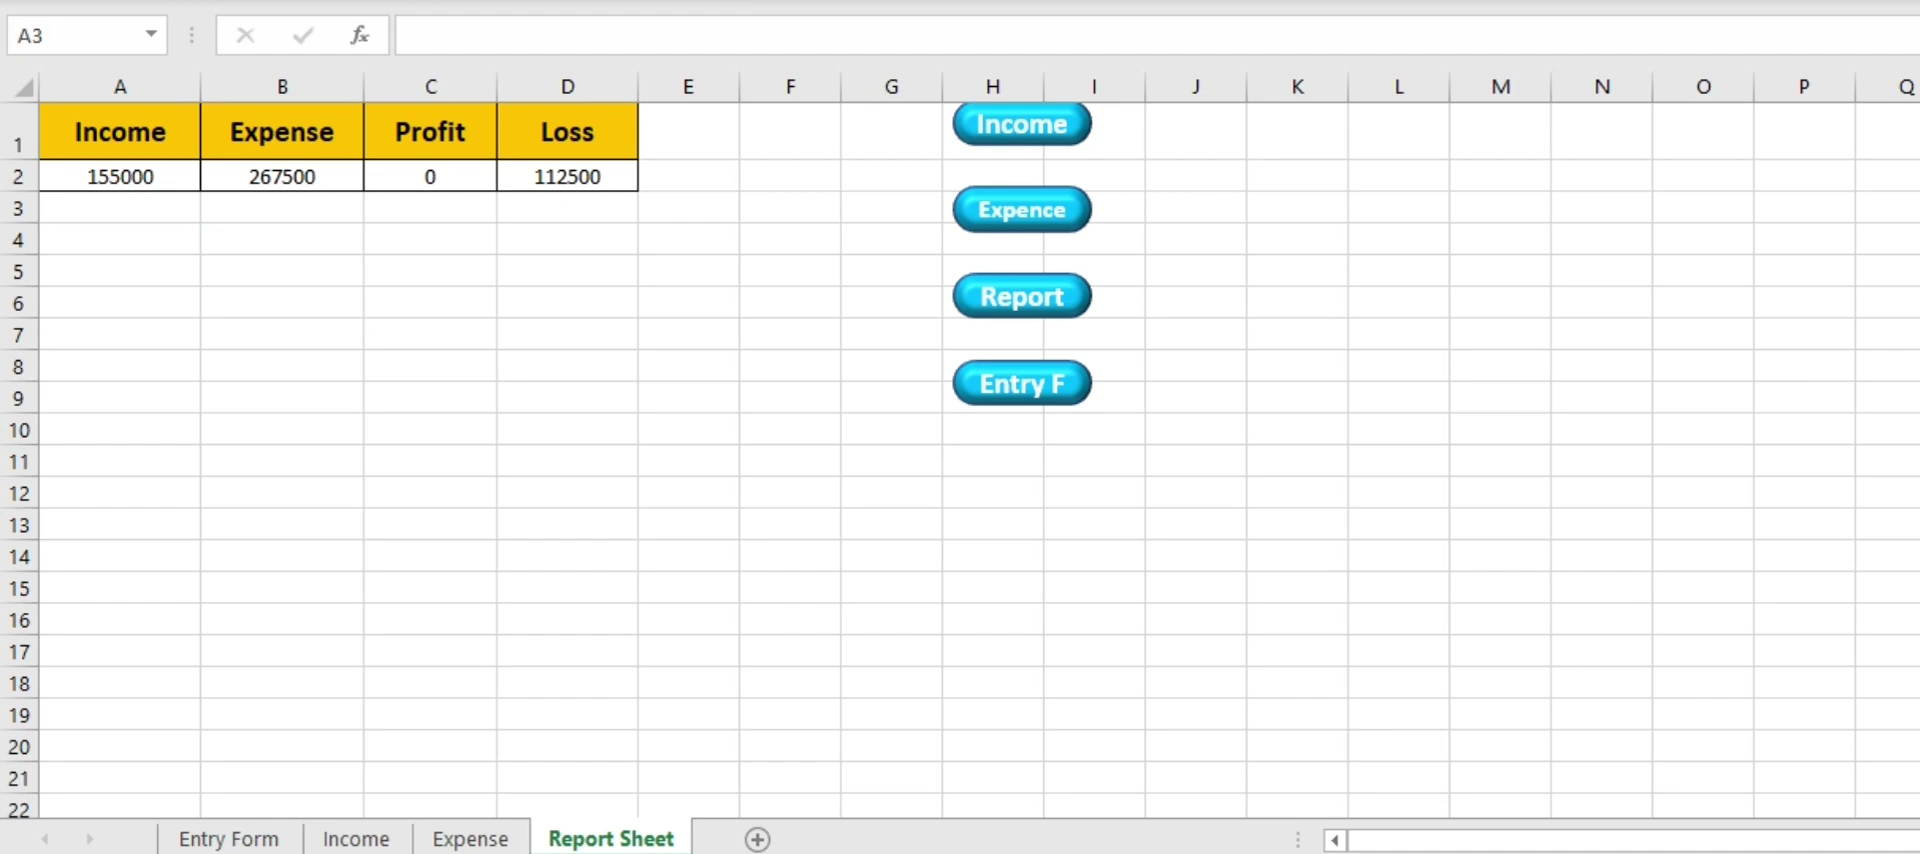 A3
fx
A B C D E F G H I J K L M N O P Q
1 Income Expense Profit Loss Income
2 155000 267500 0 112500
3 Expence
4
5
6 Report
7
8
9 Entry F
10
11
12
13
14
15
16
17
18
19
20
21
22
Entry Form Income Expense Report Sheet